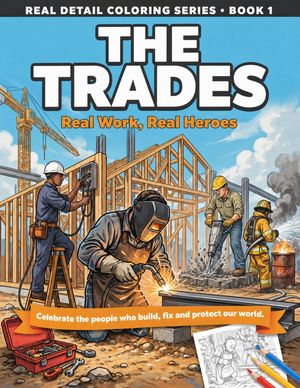 REAL DETAIL COLORING SERIES • BOOK 1
THE
TRADES
Real Work, Real Heroes
Celebrate the people who build, fix and protect our world.